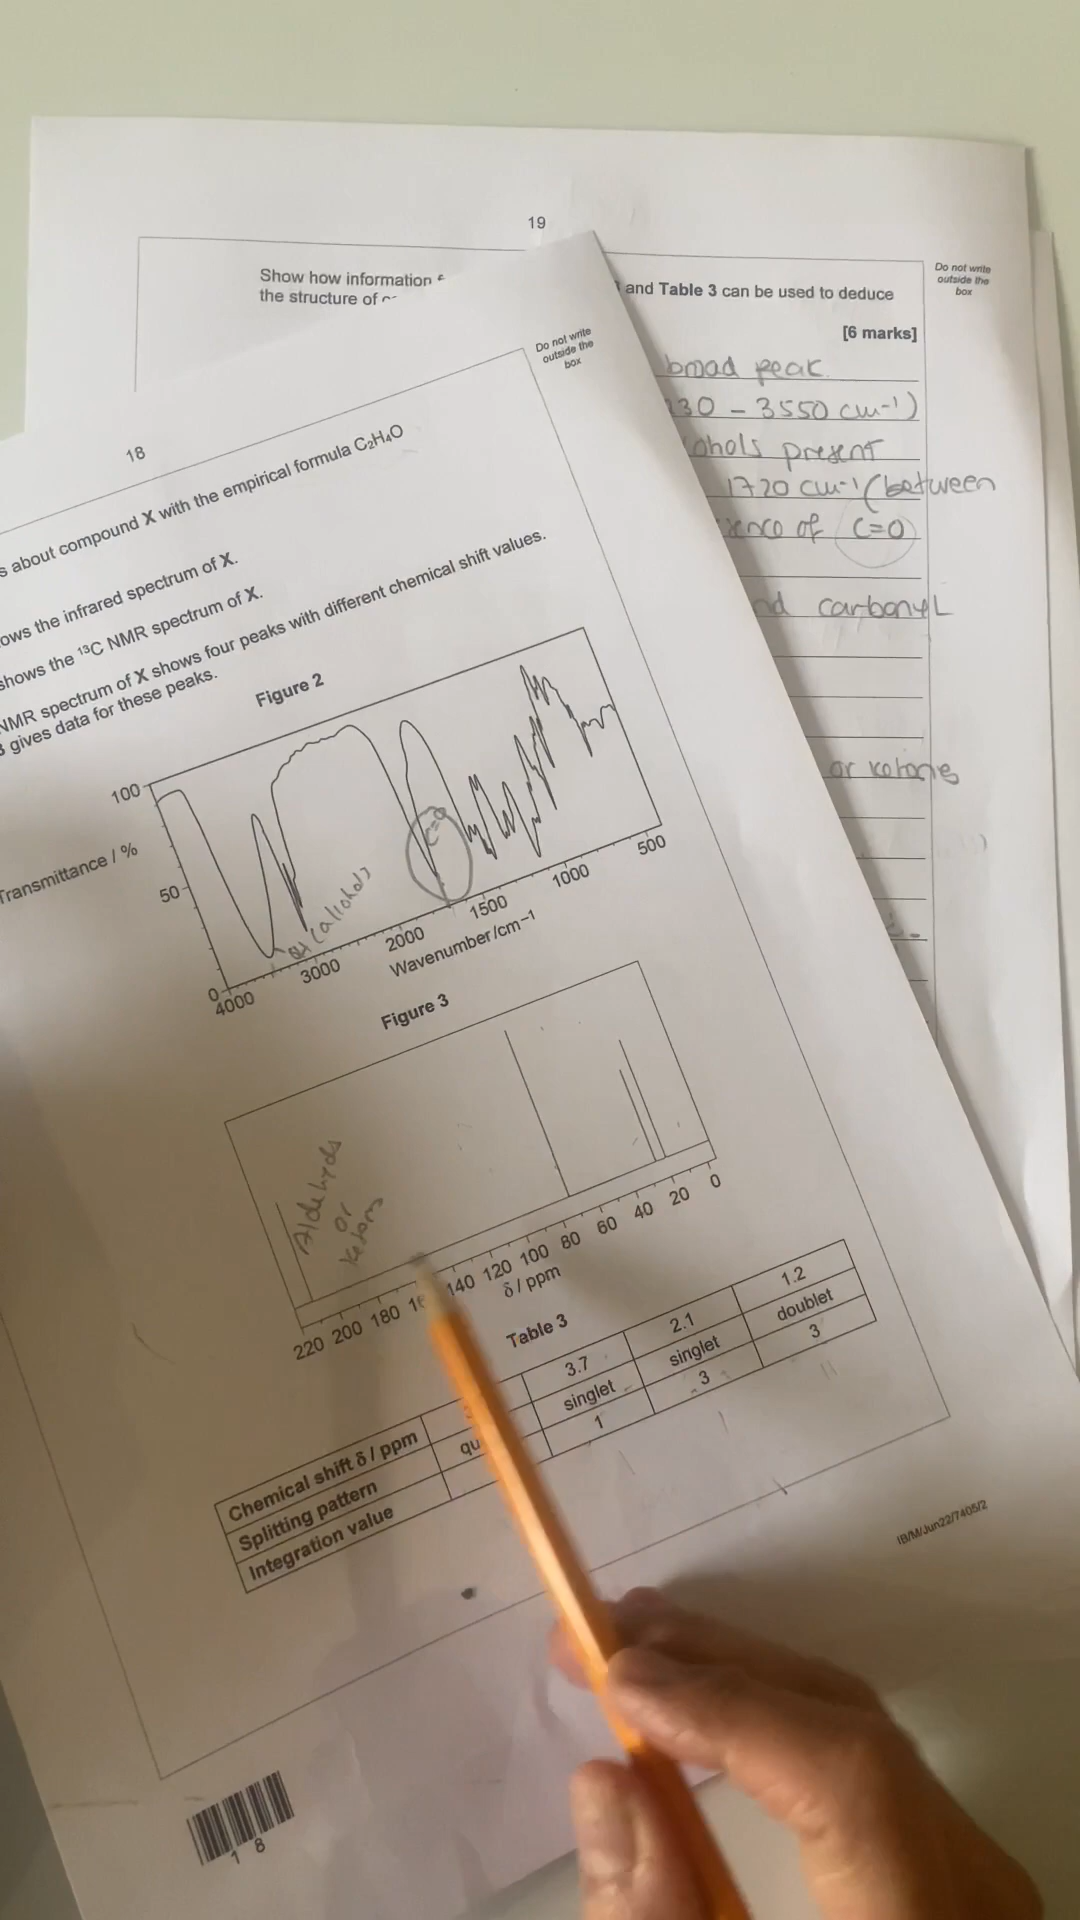 19
Show how information
the structure of
and Table 3 can be used to deduce
[6 marks]
Do not write
outside the
box
broad peak
30 – 3550 cm⁻¹)
ohols present
1720 cm⁻¹ (between
of C=O
carbonyl
or ketone
18
Do not write
outside the
box
s about compound X with the empirical formula C₂H₄O
ows the infrared spectrum of X.
shows the ¹³C NMR spectrum of X.
NMR spectrum of X shows four peaks with different chemical shift values.
3 gives data for these peaks.
Figure 2
100
50
0
Transmittance / %
C=O
OH (alcohol)
4000 3000 2000 1500 1000 500
Wavenumber /cm⁻¹
Figure 3
Aldehyde
or
ketone
220 200 180 140 120 100 80 60 40 20 0
δ / ppm
Table 3
Chemical shift δ / ppm 3.7 2.1 1.2
Splitting pattern qu singlet singlet doublet
Integration value 1 3 3
IB/M/Jun22/7405/2
1 8